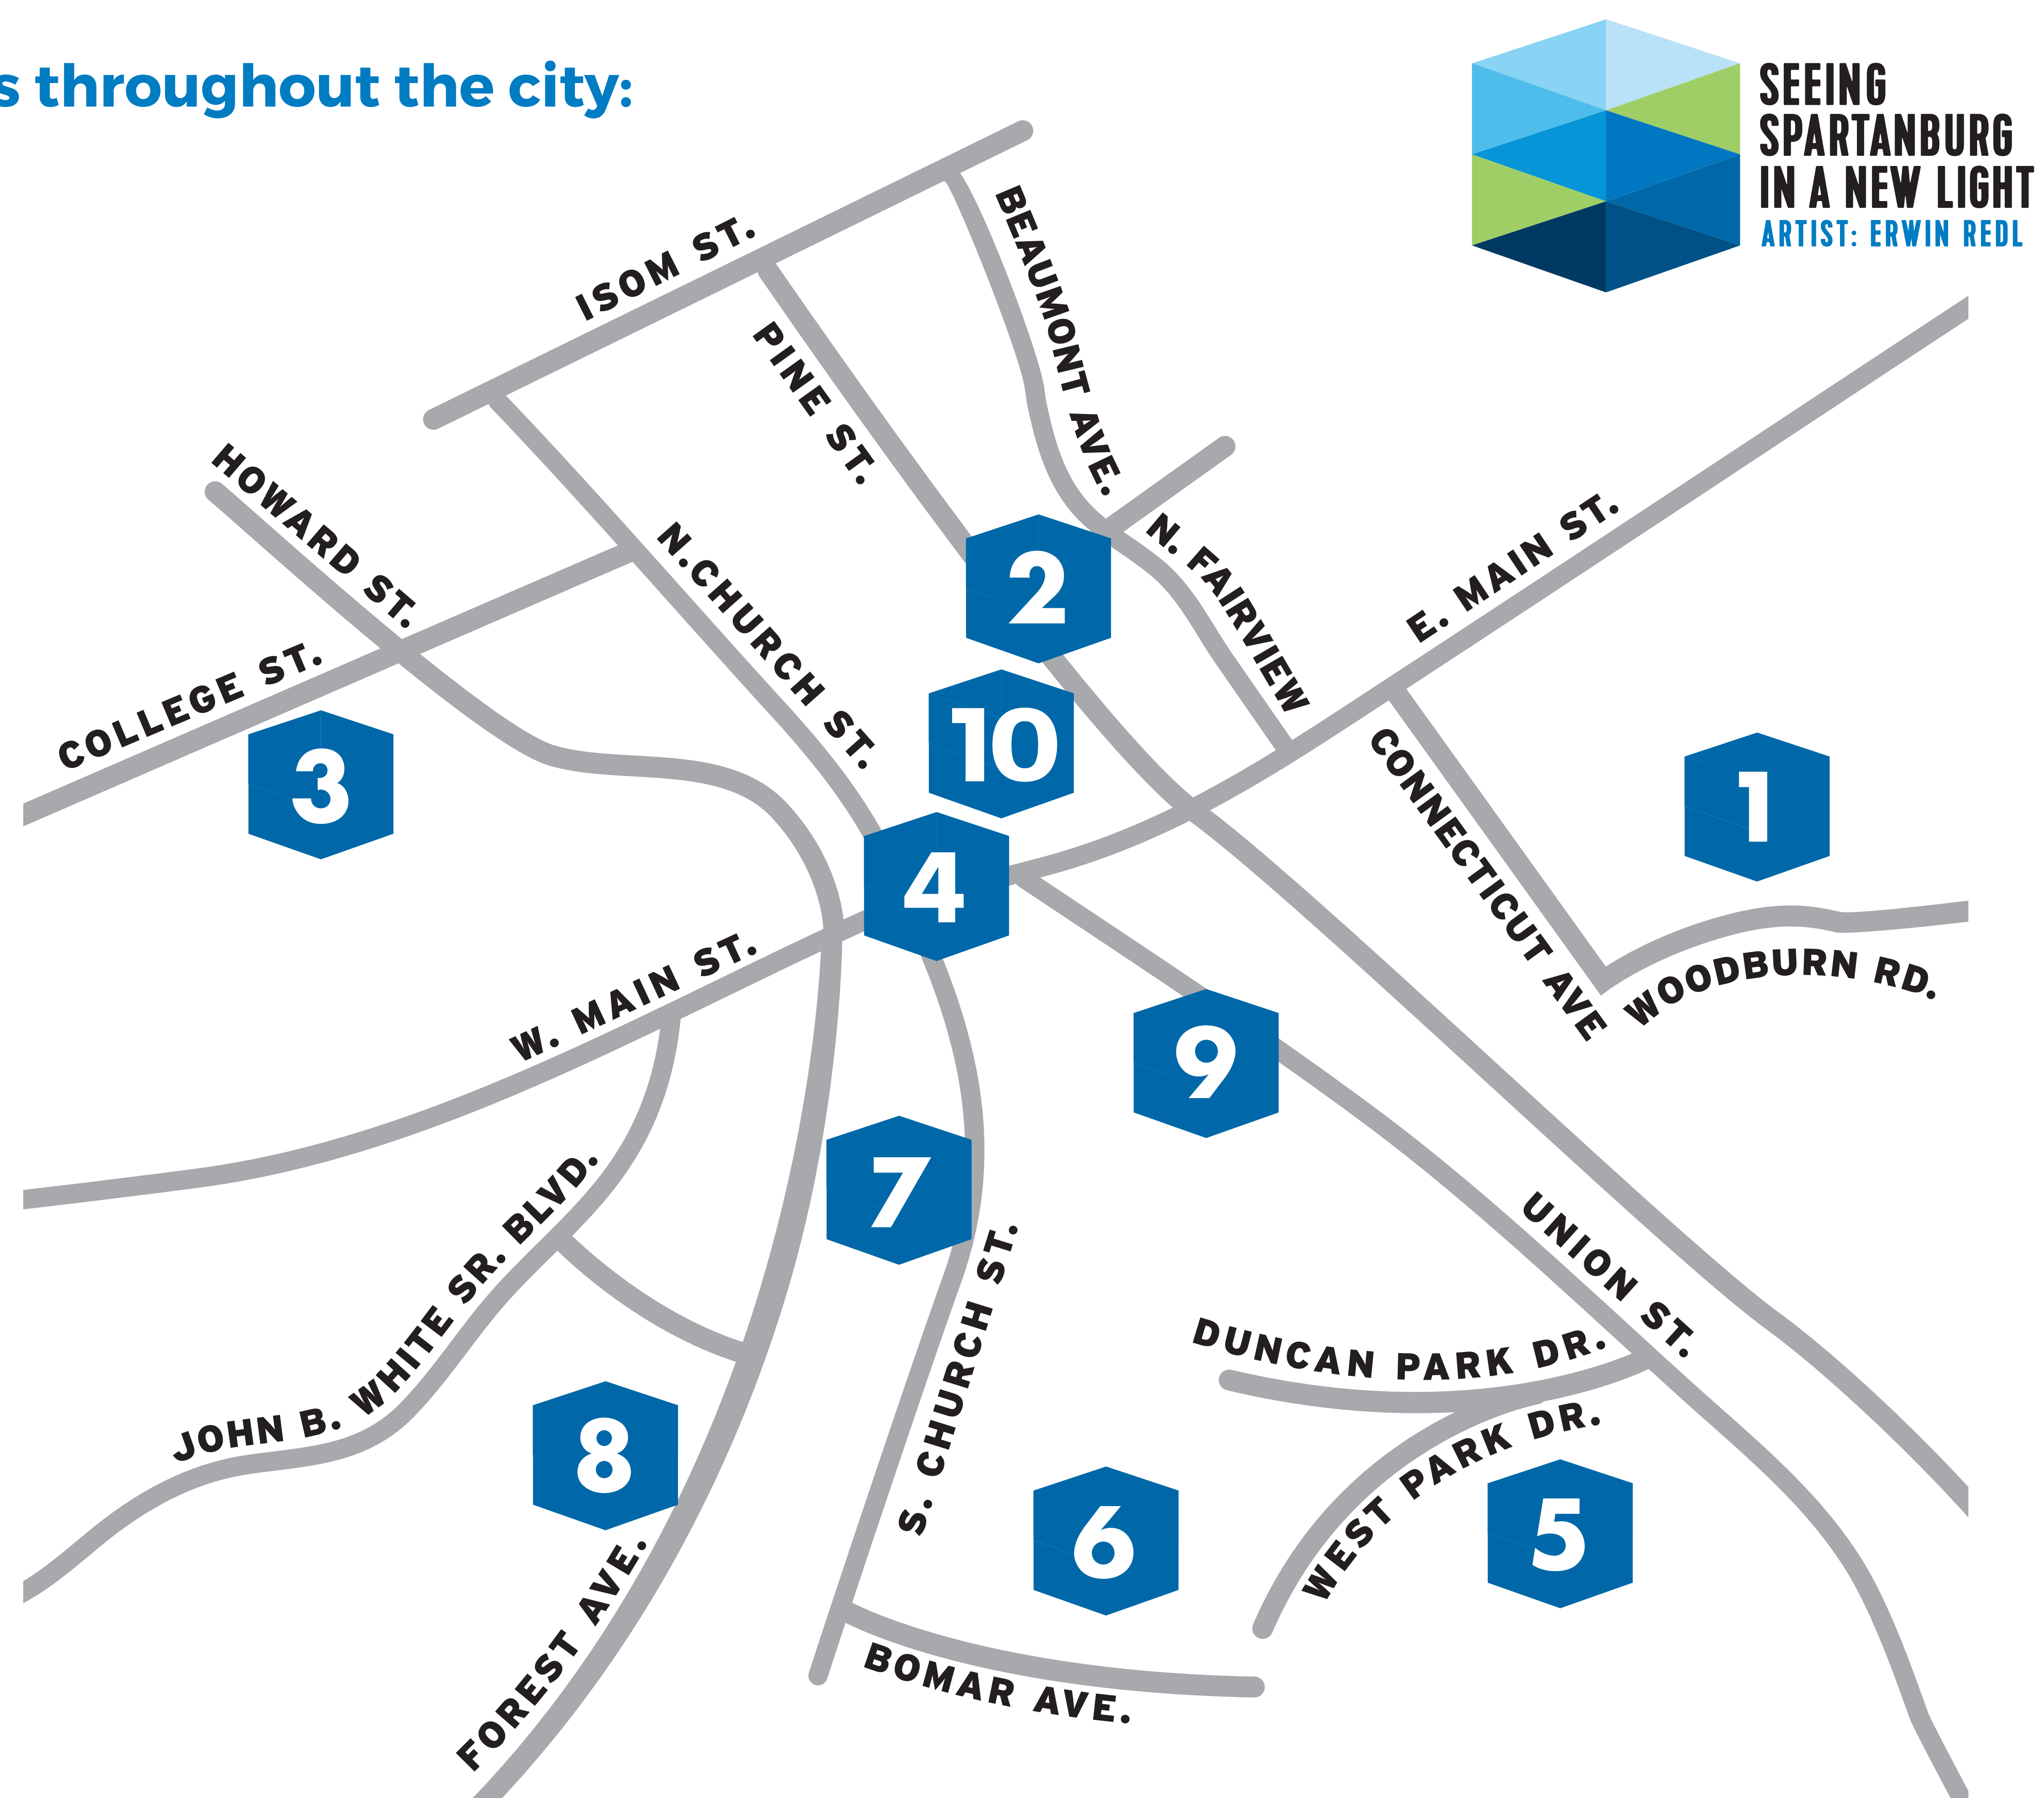 s throughout the city:
SEEING
SPARTANBURG
IN A NEW LIGHT
ARTIST: ERWIN REDL
ISOM ST.
BEAUMONT AVE.
PINE ST.
HOWARD ST.
N. CHURCH ST.
N. FAIRVIEW
E. MAIN ST.
COLLEGE ST.
2
10
3
1
CONNECTICUT AVE
4
WOODBURN RD.
W. MAIN ST.
9
7
JOHN B. WHITE SR. BLVD.
UNION ST.
S. CHURCH ST.
DUNCAN PARK DR.
WEST PARK DR.
8
6
5
FOREST AVE.
BOMAR AVE.